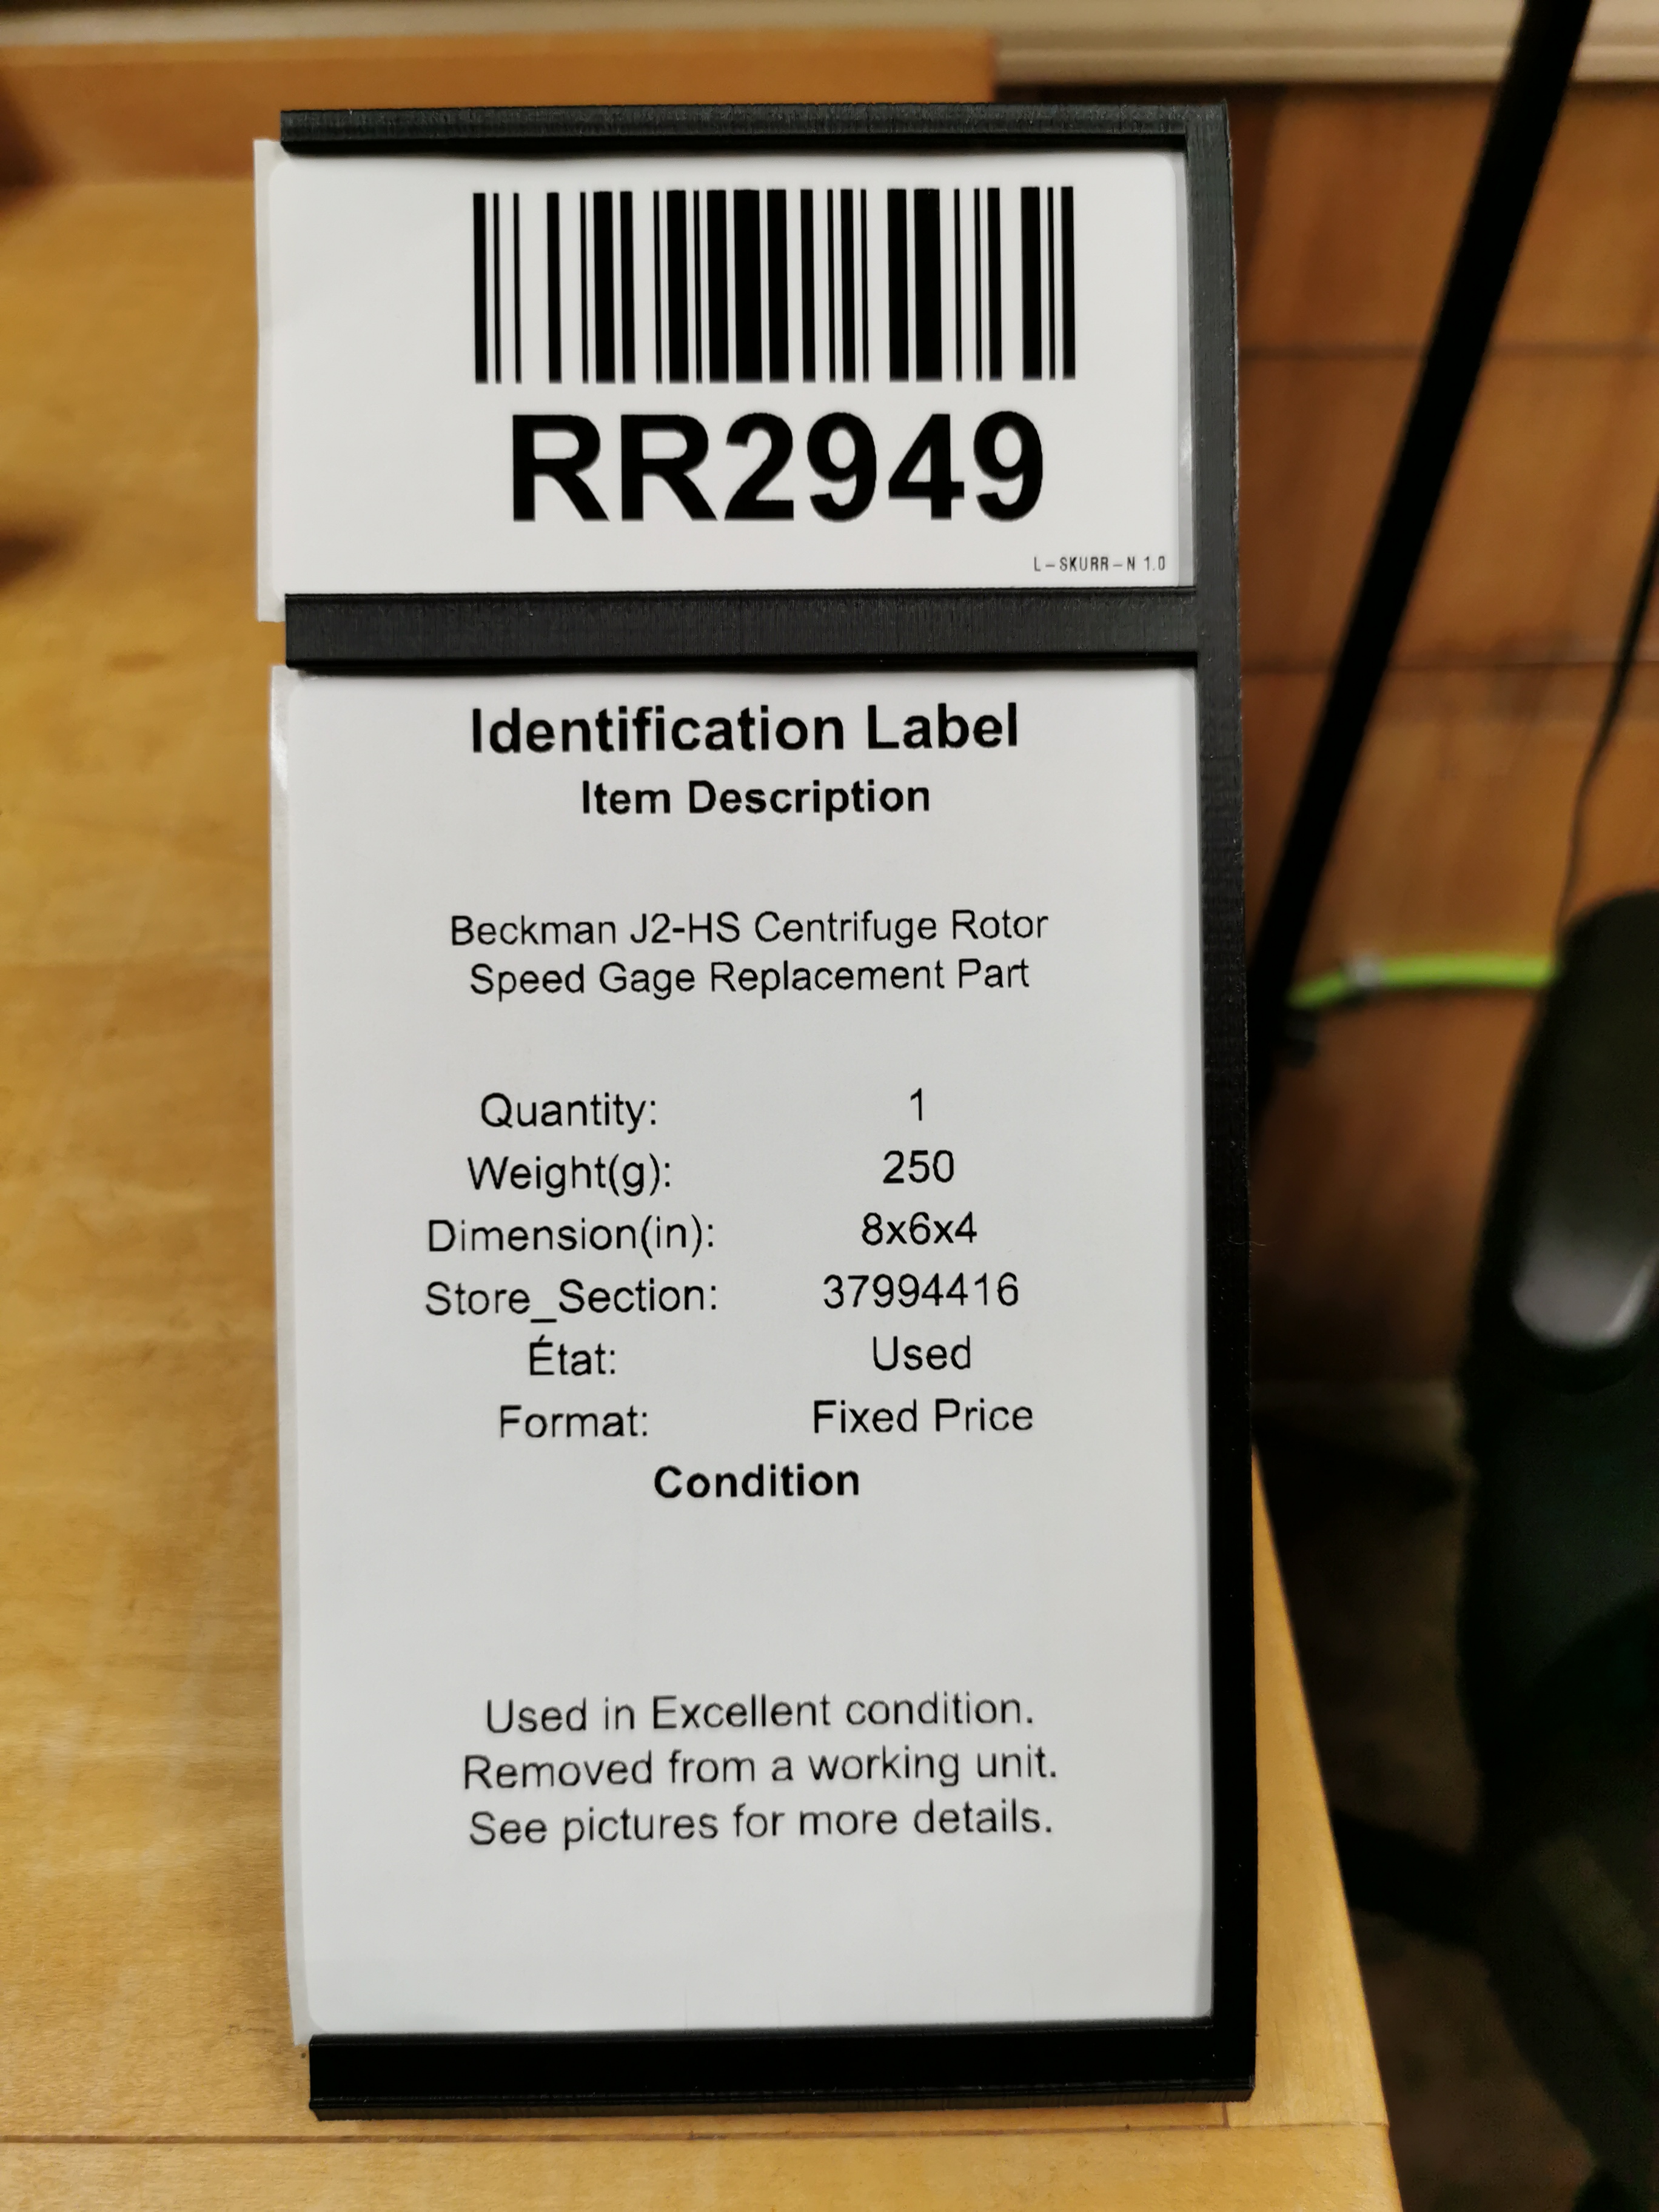 RR2949
L-SKURR-N 1.0
Identification Label
Item Description
Beckman J2-HS Centrifuge Rotor
Speed Gage Replacement Part
Quantity: 1
Weight(g): 250
Dimension(in): 8x6x4
Store_Section: 37994416
État: Used
Format: Fixed Price
Condition
Used in Excellent condition.
Removed from a working unit.
See pictures for more details.